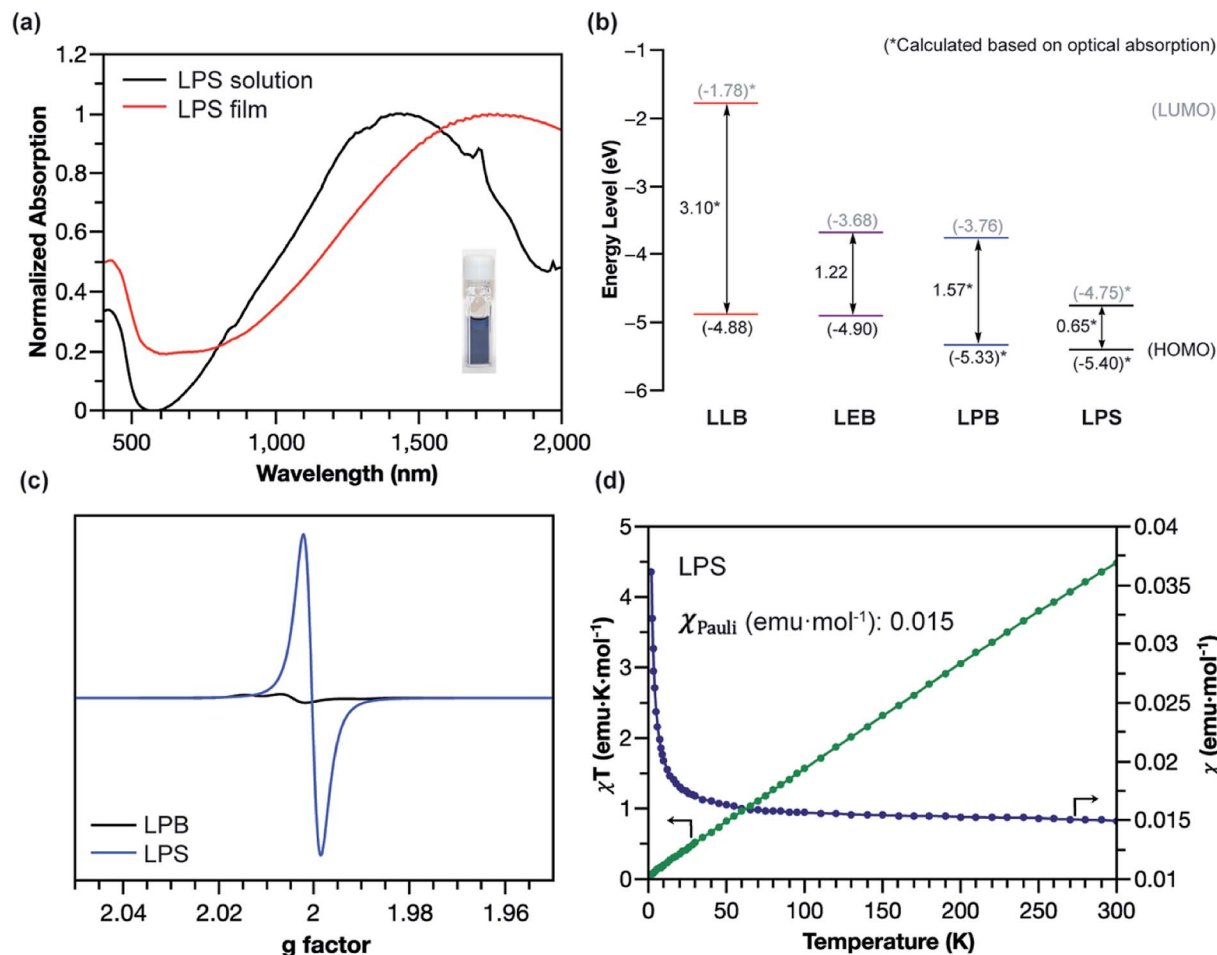 (a)
1.2
1
0.8
0.6
0.4
0.2
0
LPS solution
LPS film
Normalized Absorption
500
1,000
1,500
2,000
Wavelength (nm)
(b)
(*Calculated based on optical absorption)
−1
−2
−3
−4
−5
−6
Energy Level (eV)
(-1.78)*
3.10*
(-4.88)
(-3.68)
1.22
(-4.90)
(-3.76)
1.57*
(-5.33)*
(-4.75)*
0.65*
(-5.40)*
(LUMO)
(HOMO)
LLB LEB LPB LPS
(c)
LPB
LPS
2.04 2.02 2 1.98 1.96
g factor
(d)
5
4
3
2
1
0
χT (emu·K·mol⁻¹)
LPS
χPauli (emu·mol⁻¹): 0.015
0.04
0.035
0.03
0.025
0.02
0.015
0.01
χ (emu·mol⁻¹)
0 50 100 150 200 250 300
Temperature (K)